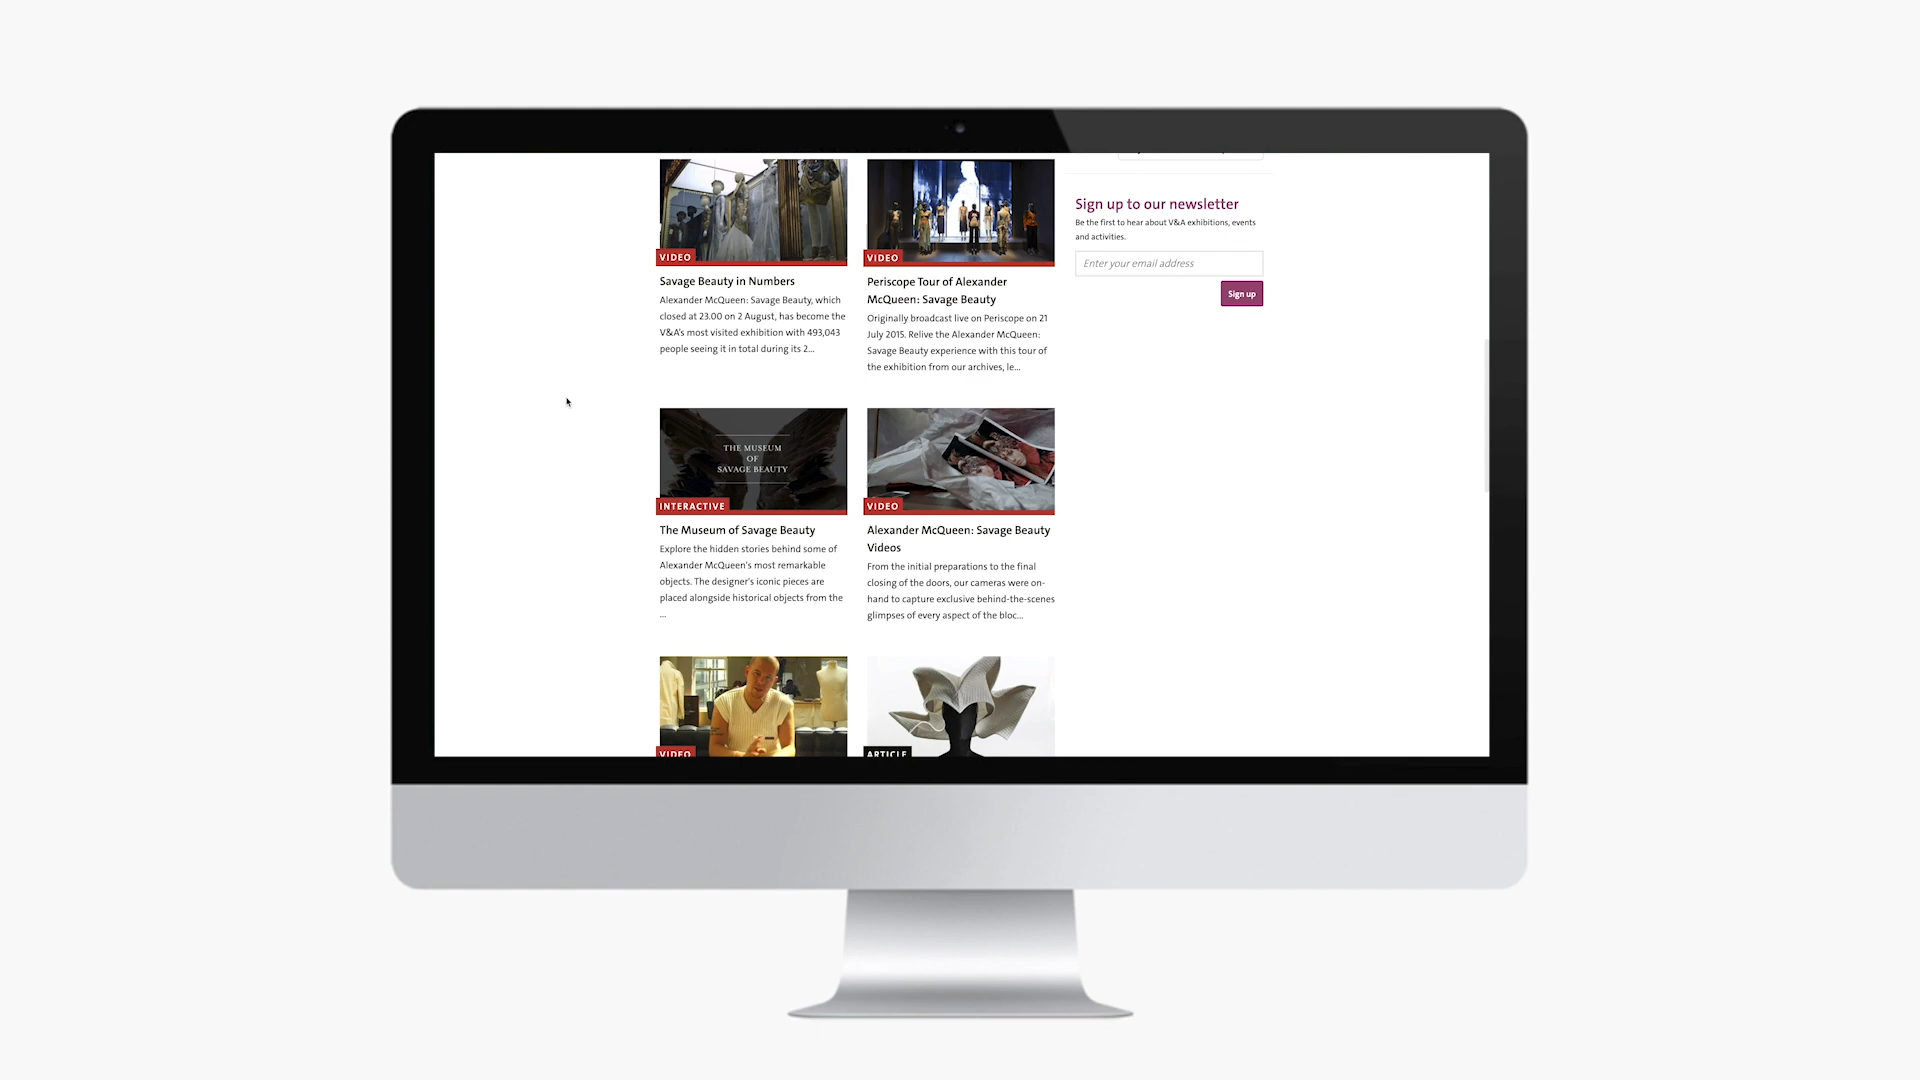 VIDEO
Savage Beauty in Numbers
Alexander McQueen: Savage Beauty, which
closed at 23.00 on 2 August, has become the
V&A's most visited exhibition with 493,043
people seeing it in total during its 2...
VIDEO
Periscope Tour of Alexander
McQueen: Savage Beauty
Originally broadcast live on Periscope on 21
July 2015. Relive the Alexander McQueen:
Savage Beauty experience with this tour of
the exhibition from our archives, le...
Sign up to our newsletter
Be the first to hear about V&A exhibitions, events
and activities.
Enter your email address
Sign up
THE MUSEUM
OF
SAVAGE BEAUTY
INTERACTIVE
The Museum of Savage Beauty
Explore the hidden stories behind some of
Alexander McQueen's most remarkable
objects. The designer's iconic pieces are
placed alongside historical objects from the
...
VIDEO
Alexander McQueen: Savage Beauty
Videos
From the initial preparations to the final
closing of the doors, our cameras were on-
hand to capture exclusive behind-the-scenes
glimpses of every aspect of the bloc...
VIDEO
ARTICLE